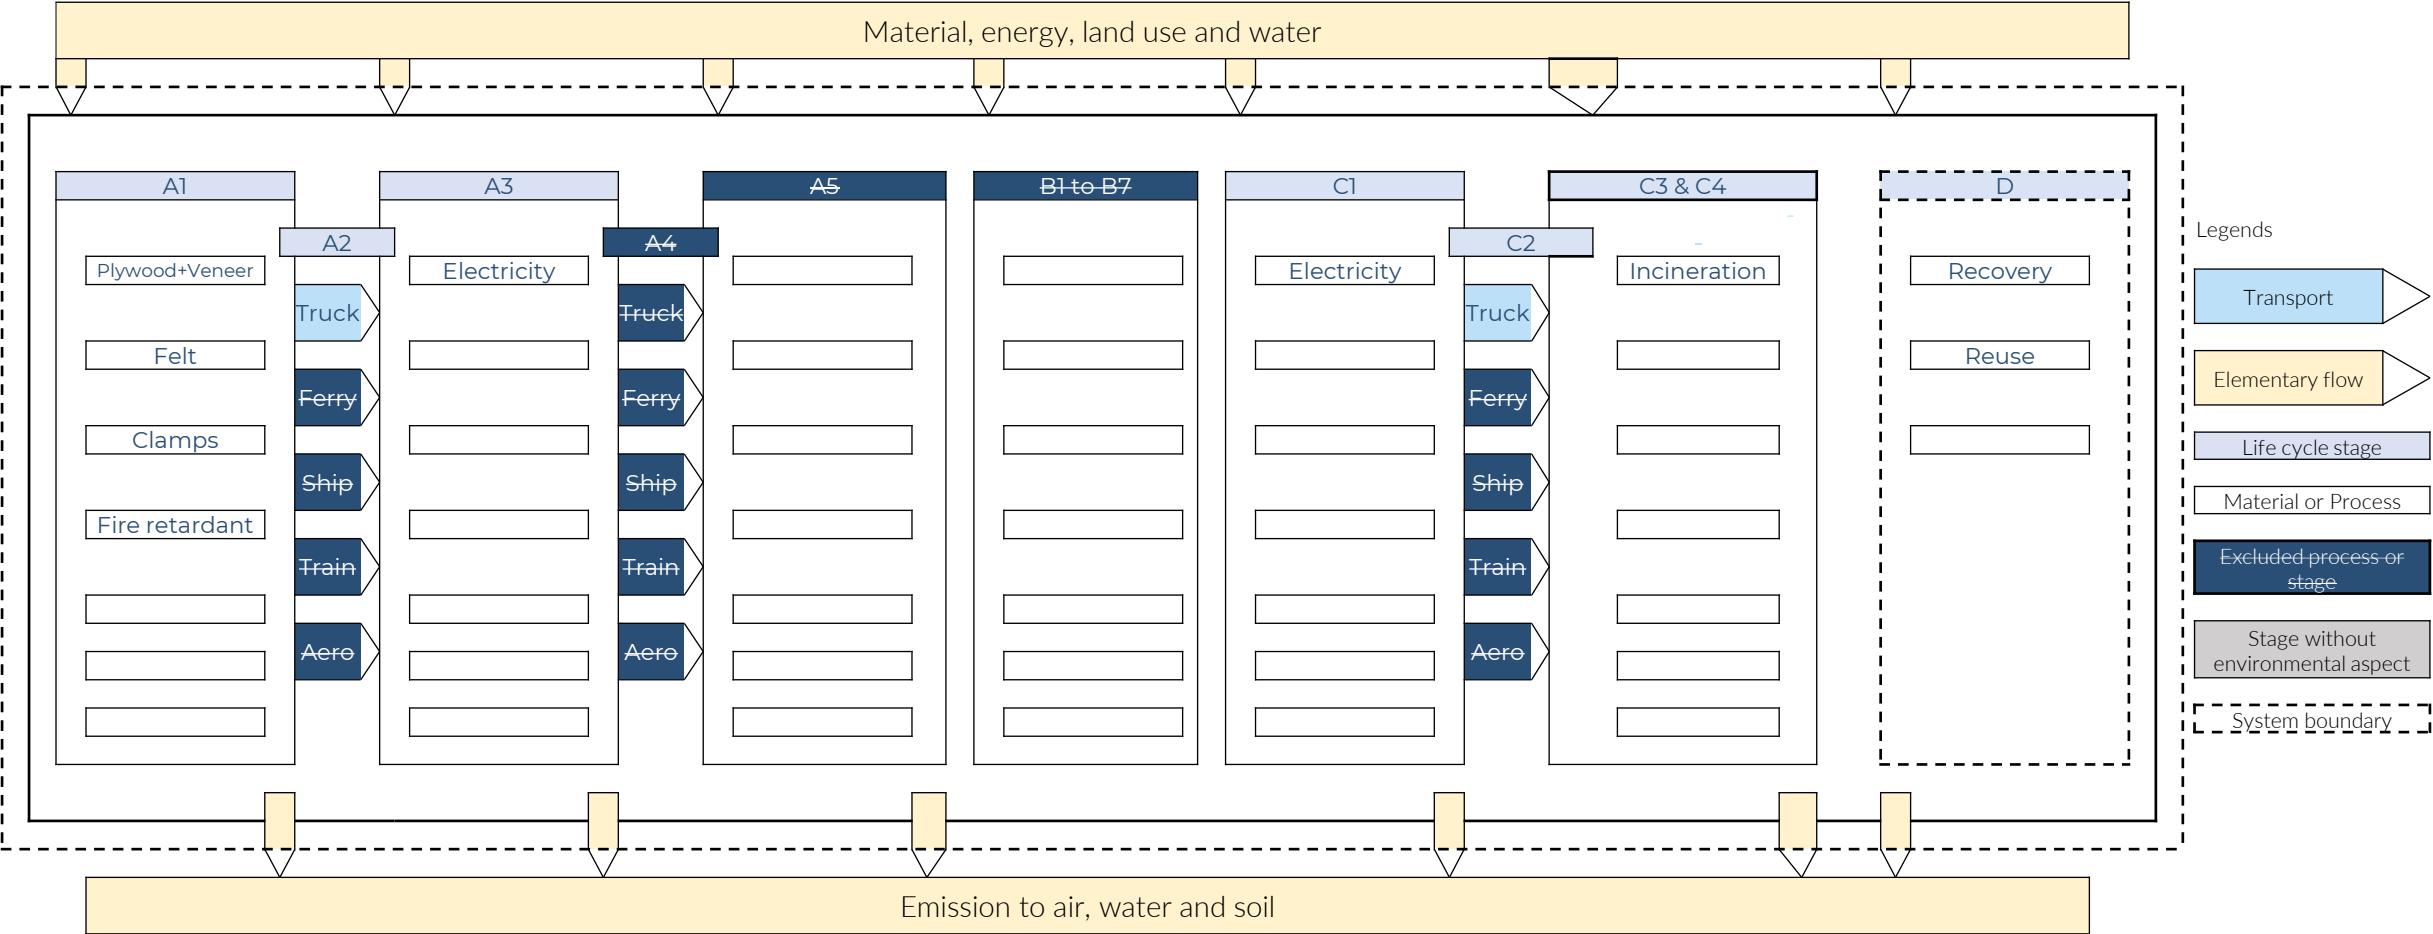 Material, energy, land use and water
A1
A3
A5
B1 to B7
C1
C3 & C4
D
A2
A4
C2
Plywood+Veneer
Electricity
Electricity
Incineration
Recovery
Truck
Truck
Truck
Felt
Reuse
Ferry
Ferry
Ferry
Clamps
Ship
Ship
Ship
Fire retardant
Train
Train
Train
Aero
Aero
Aero
Emission to air, water and soil
Legends
Transport
Elementary flow
Life cycle stage
Material or Process
Excluded process or
stage
Stage without
environmental aspect
System boundary